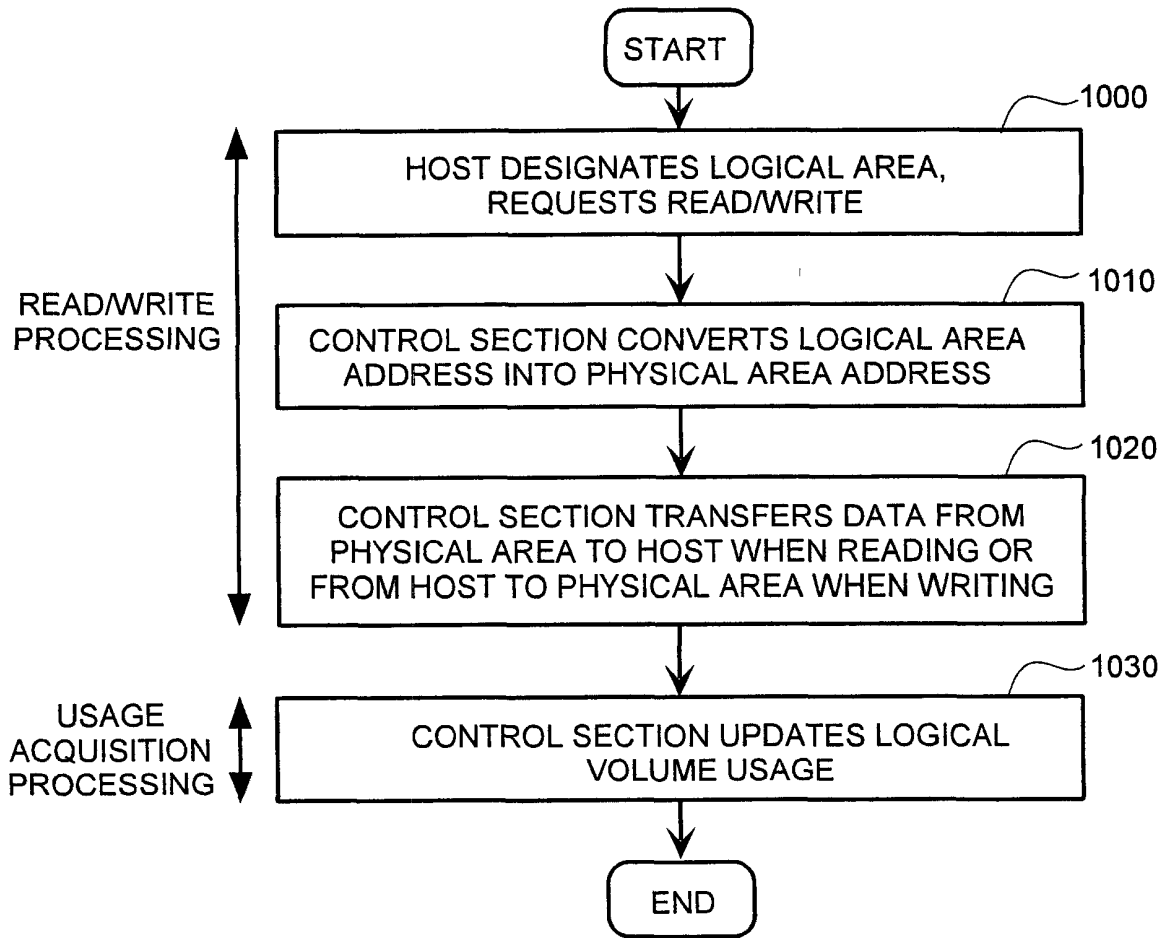 START
1000
HOST DESIGNATES LOGICAL AREA,
REQUESTS READ/WRITE
READ/WRITE
PROCESSING
1010
CONTROL SECTION CONVERTS LOGICAL AREA
ADDRESS INTO PHYSICAL AREA ADDRESS
1020
CONTROL SECTION TRANSFERS DATA FROM
PHYSICAL AREA TO HOST WHEN READING OR
FROM HOST TO PHYSICAL AREA WHEN WRITING
1030
USAGE
ACQUISITION
PROCESSING
CONTROL SECTION UPDATES LOGICAL
VOLUME USAGE
END